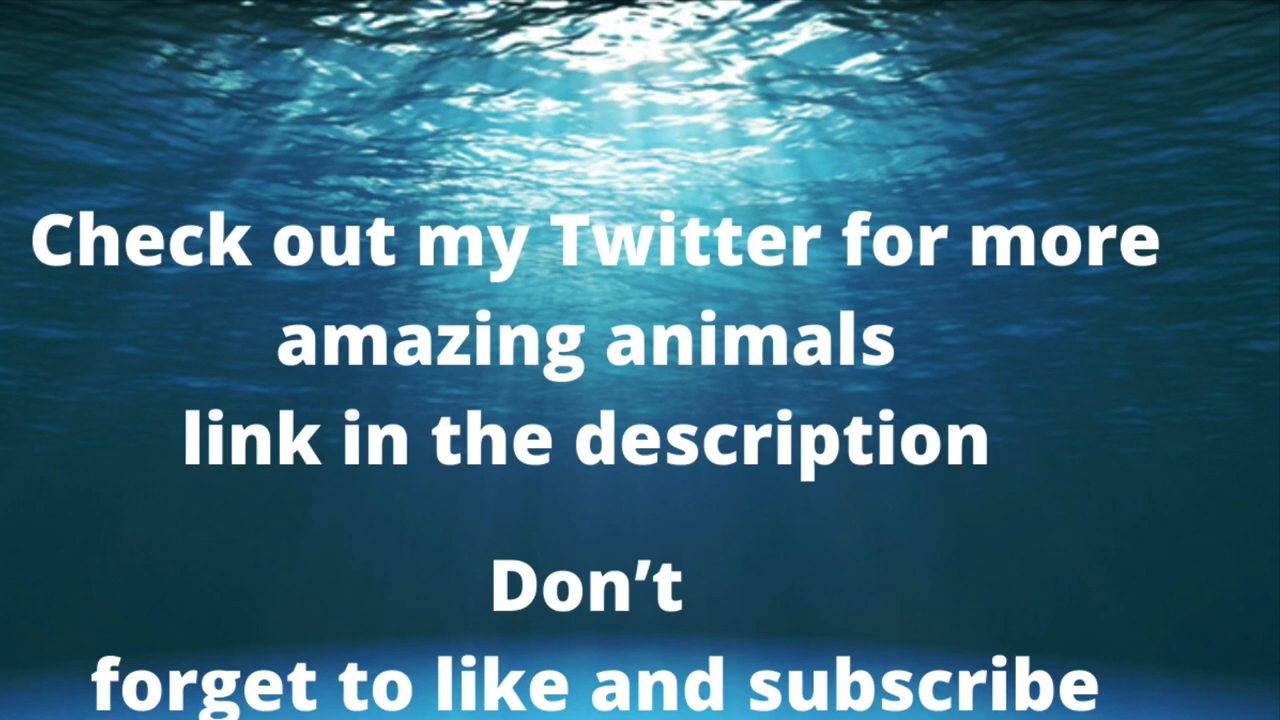 Check out my Twitter for more
amazing animals
link in the description
Don’t
forget to like and subscribe